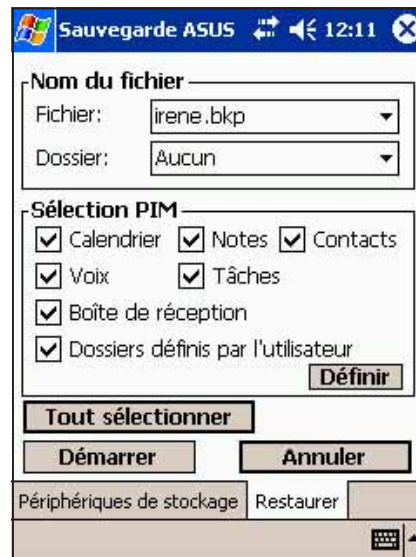 Sauvegarde ASUS 12:11
Nom du fichier
Fichier: irene.bkp
Dossier: Aucun
Sélection PIM
Calendrier Notes Contacts
Voix Tâches
Boîte de réception
Dossiers définis par l'utilisateur
Définir
Tout sélectionner
Démarrer Annuler
Périphériques de stockage Restaurer